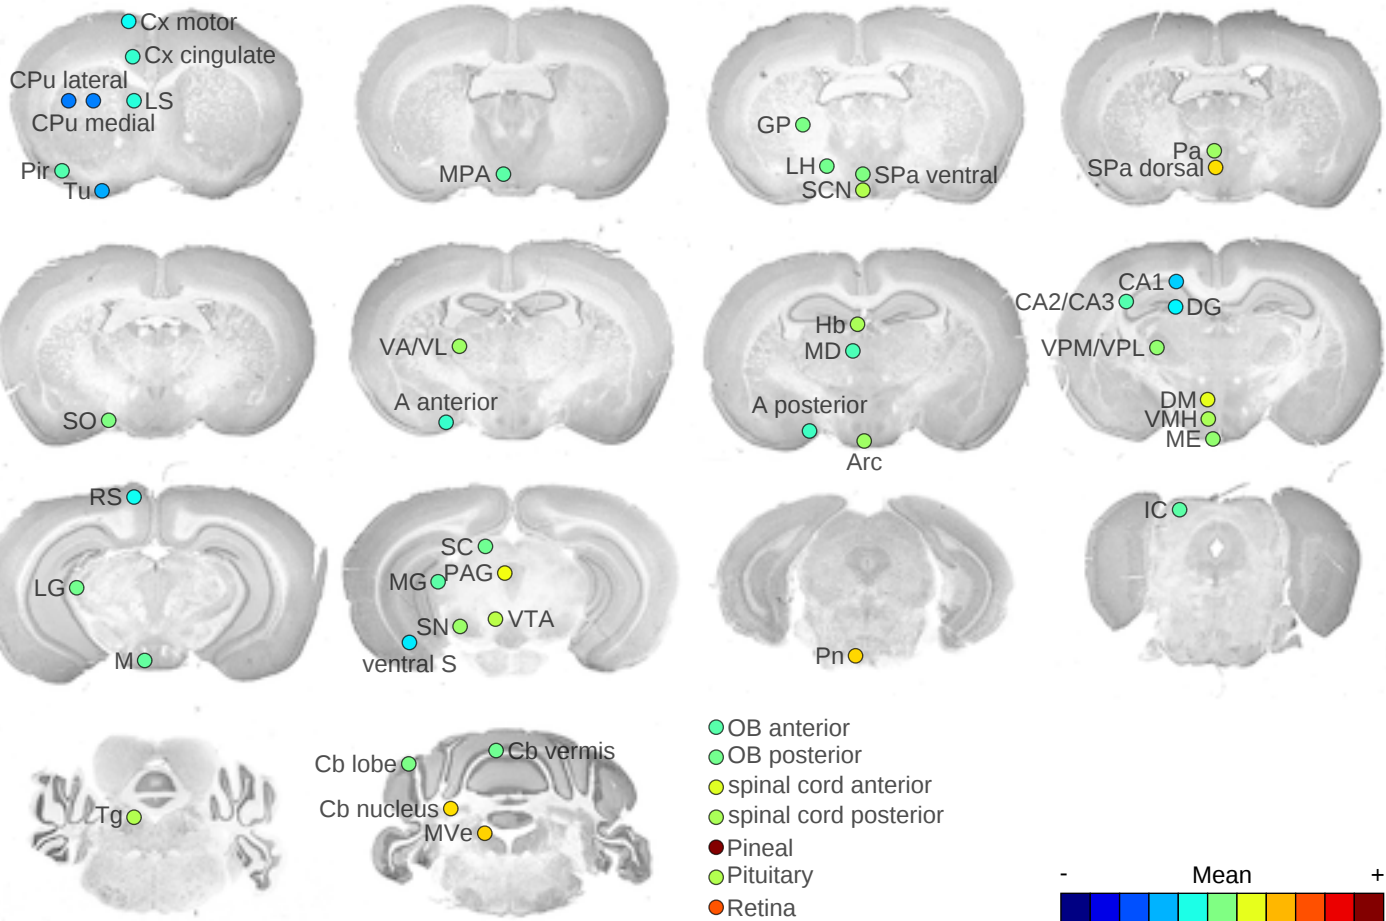 Cx motor
Cx cingulate
CPu lateral
LS
CPu medial
Pir
Tu
MPA
GP
LH
SPa ventral
SCN
Pa
SPa dorsal
SO
VA/VL
A anterior
Hb
MD
A posterior
Arc
CA1
CA2/CA3
DG
VPM/VPL
DM
VMH
ME
RS
LG
M
SC
MG
PAG
SN
VTA
ventral S
Pn
IC
Tg
Cb lobe
Cb vermis
Cb nucleus
MVe
OB anterior
OB posterior
spinal cord anterior
spinal cord posterior
Pineal
Pituitary
Retina
- Mean +